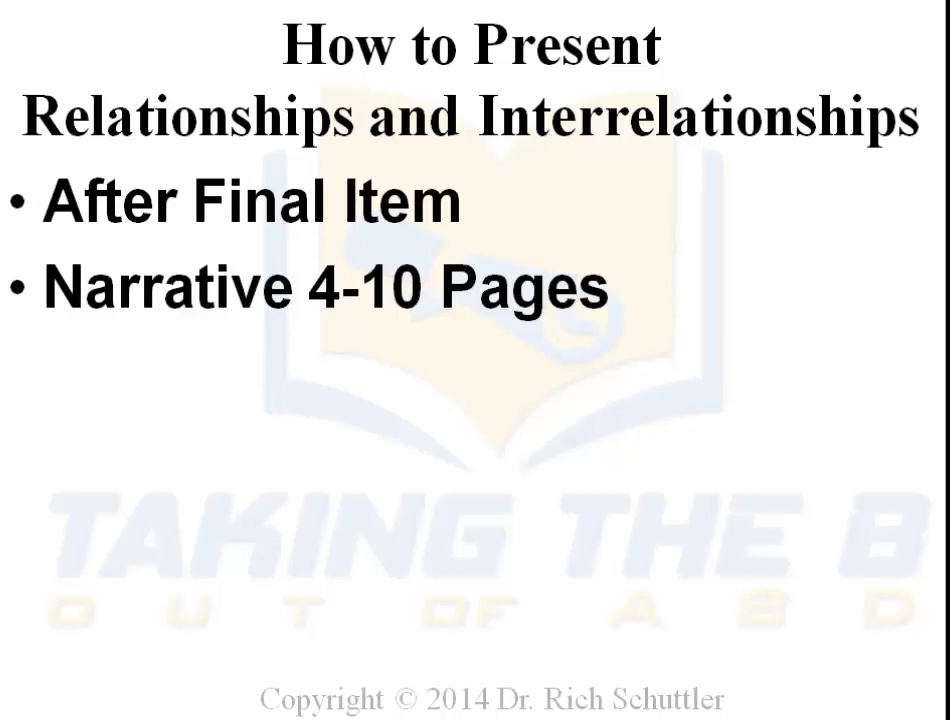 How to Present
Relationships and Interrelationships
• After Final Item
• Narrative 4-10 Pages
TAKING THE B
OUT OF ABD
Copyright © 2014 Dr. Rich Schuttler